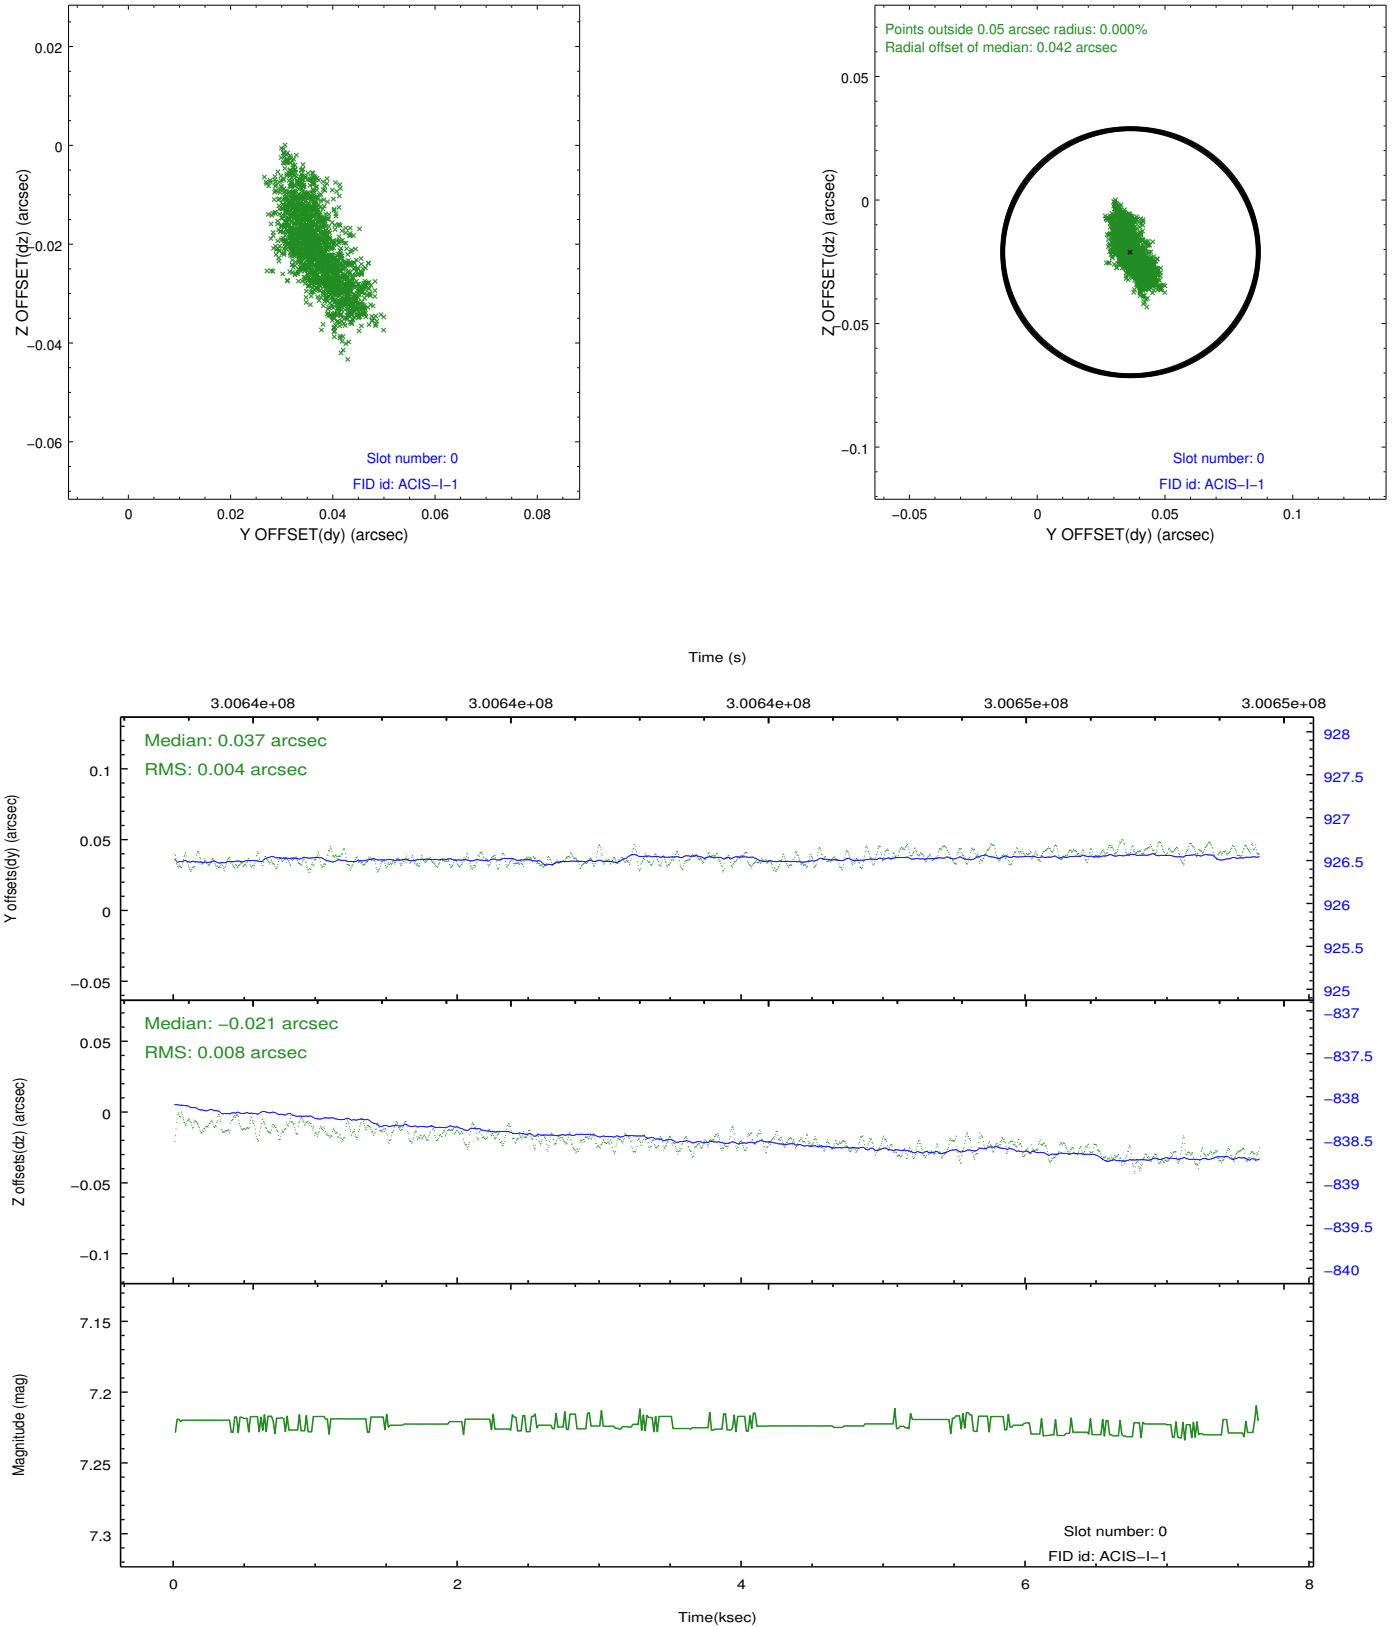 0.02
0
−0.02
−0.04
−0.06
Z OFFSET(dz) (arcsec)
Slot number: 0
FID id: ACIS−I−1
0
0.02
0.04
0.06
0.08
Y OFFSET(dy) (arcsec)
Points outside 0.05 arcsec radius: 0.000%
Radial offset of median: 0.042 arcsec
0.05
0
−0.05
−0.1
Z OFFSET(dz) (arcsec)
Slot number: 0
FID id: ACIS−I−1
−0.05
0
0.05
0.1
Y OFFSET(dy) (arcsec)
Time (s)
3.0064e+08
3.0064e+08
3.0064e+08
3.0065e+08
3.0065e+08
Median: 0.037 arcsec
RMS: 0.004 arcsec
0.1
0.05
0
−0.05
Y offsets(dy) (arcsec)
928
927.5
927
926.5
926
925.5
925
Median: −0.021 arcsec
RMS: 0.008 arcsec
0.05
0
−0.05
−0.1
Z offsets(dz) (arcsec)
−837
−837.5
−838
−838.5
−839
−839.5
−840
7.15
7.2
7.25
7.3
Magnitude (mag)
Slot number: 0
FID id: ACIS−I−1
0
2
4
6
8
Time(ksec)